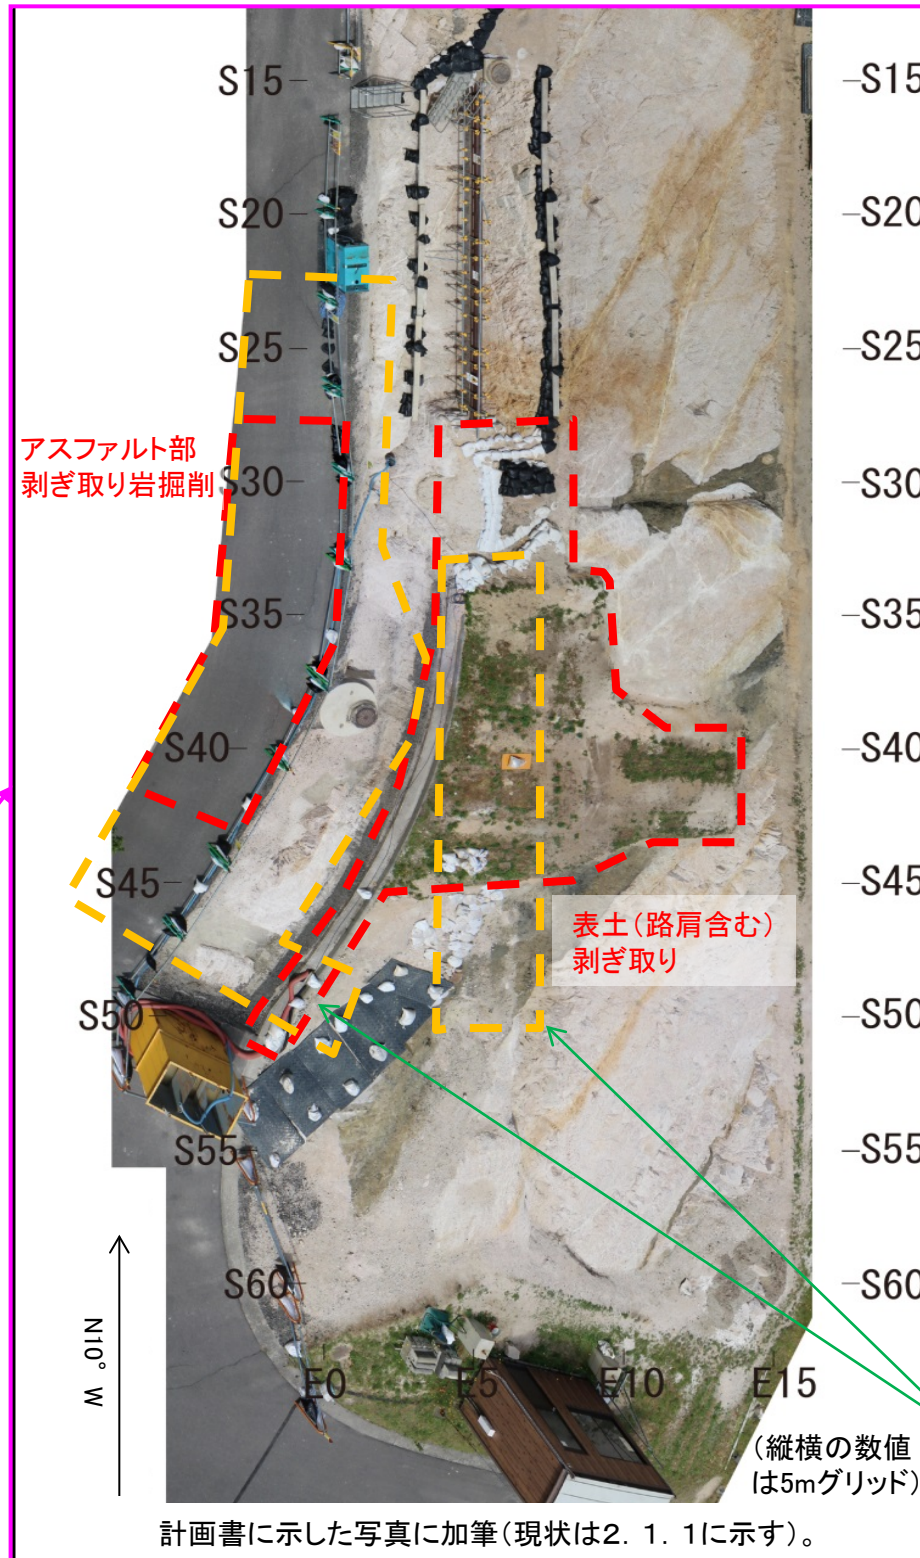 S15
S15
S20
S20
S25
S25
アスファルト部
剥ぎ取り岩掘削
S30
S30
S35
S35
S40
S40
S45
S45
表土（路肩含む）
剥ぎ取り
S50
S50
S55
S55
S60
S60
N10° W
E0
E5
E10
E15
（縦横の数値
は5mグリッド）
計画書に示した写真に加筆（現状は２．１．１に示す）。